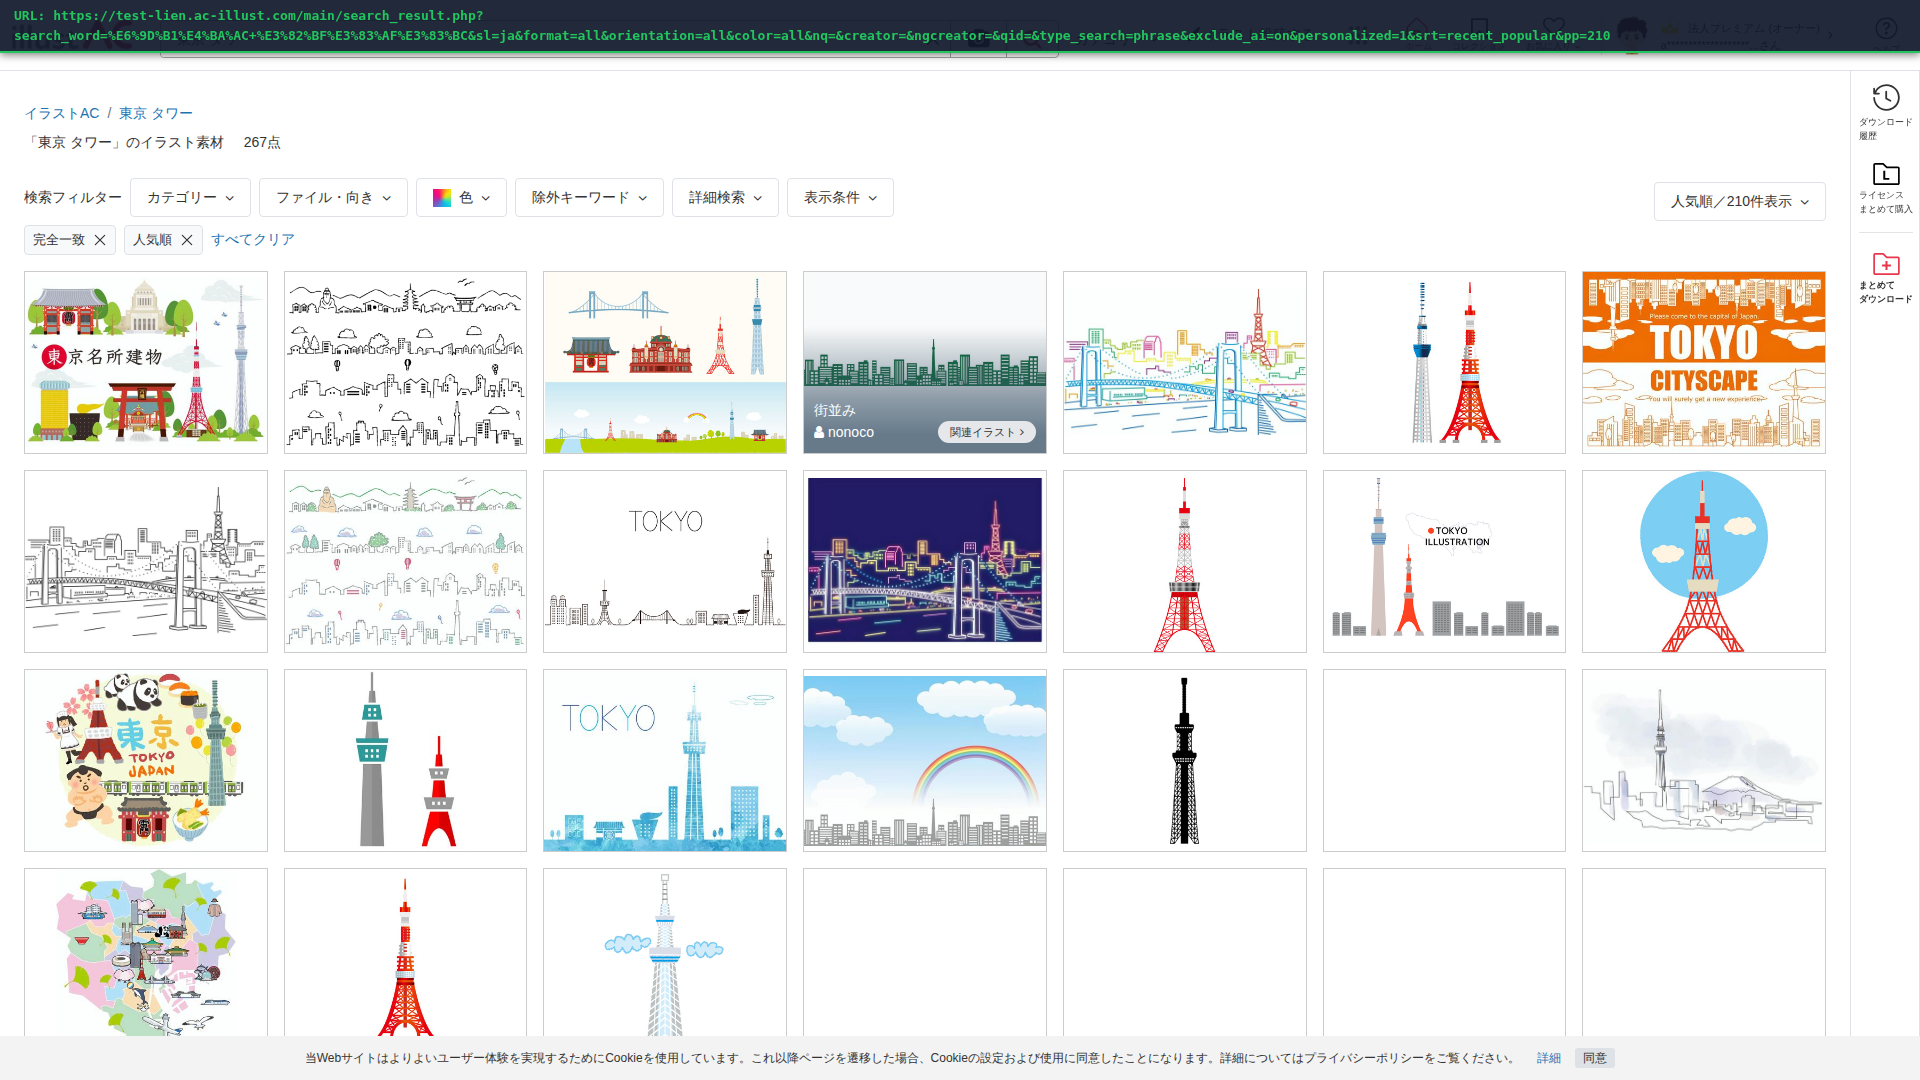 URL: https://test-lien.ac-illust.com/main/search_result.php?
search_word=%E6%9D%B1%E4%BA%AC+%E3%82%BF%E3%83%AF%E3%83%BC&sl=ja&format=all&orientation=all&color=all&nq=&creator=&ngcreator=&qid=&type_search=phrase&exclude_ai=on&personalized=1&srt=recent_popular&pp=210
イラストAC / 東京 タワー
「東京 タワー」のイラスト素材 267点
検索フィルター カテゴリー ファイル・向き 色 除外キーワード 詳細検索 表示条件
人気順／210件表示
完全一致 人気順 すべてクリア
ダウンロード
履歴
ライセンス
まとめて購入
まとめて
ダウンロード
東京名所建物
街並み
nonoco
関連イラスト
Please come to the capital of Japan.
TOKYO
CITYSCAPE
You will surely get a new experience.
TOKYO
TOKYO
ILLUSTRATION
東京
TOKYO
JAPAN
TOKYO
当Webサイトはよりよいユーザー体験を実現するためにCookieを使用しています。これ以降ページを遷移した場合、Cookieの設定および使用に同意したことになります。詳細についてはプライバシーポリシーをご覧ください。 詳細 同意